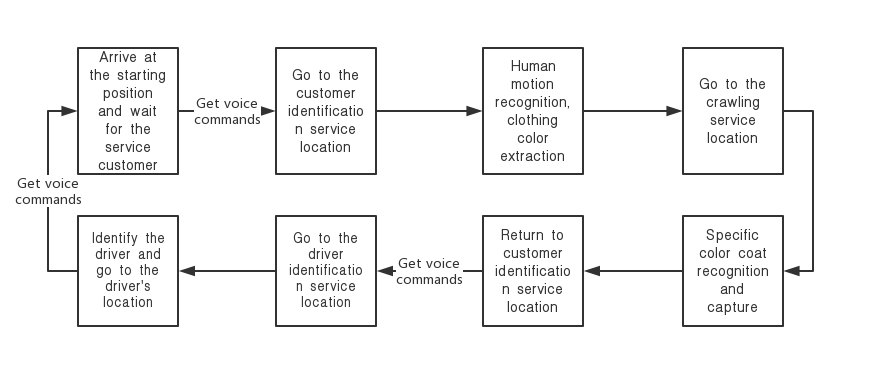 Arrive at
the starting
position
and wait
for the
service
customer
Get voice
commands
Go to the
customer
identificatio
n service
location
Human
motion
recognition,
clothing
color
extraction
Go to the
crawling
service
location
Get voice
commands
Identify the
driver and
go to the
driver's
location
Go to the
driver
identificatio
n service
location
Get voice
commands
Return to
customer
identificatio
n service
location
Specific
color coat
recognition
and
capture